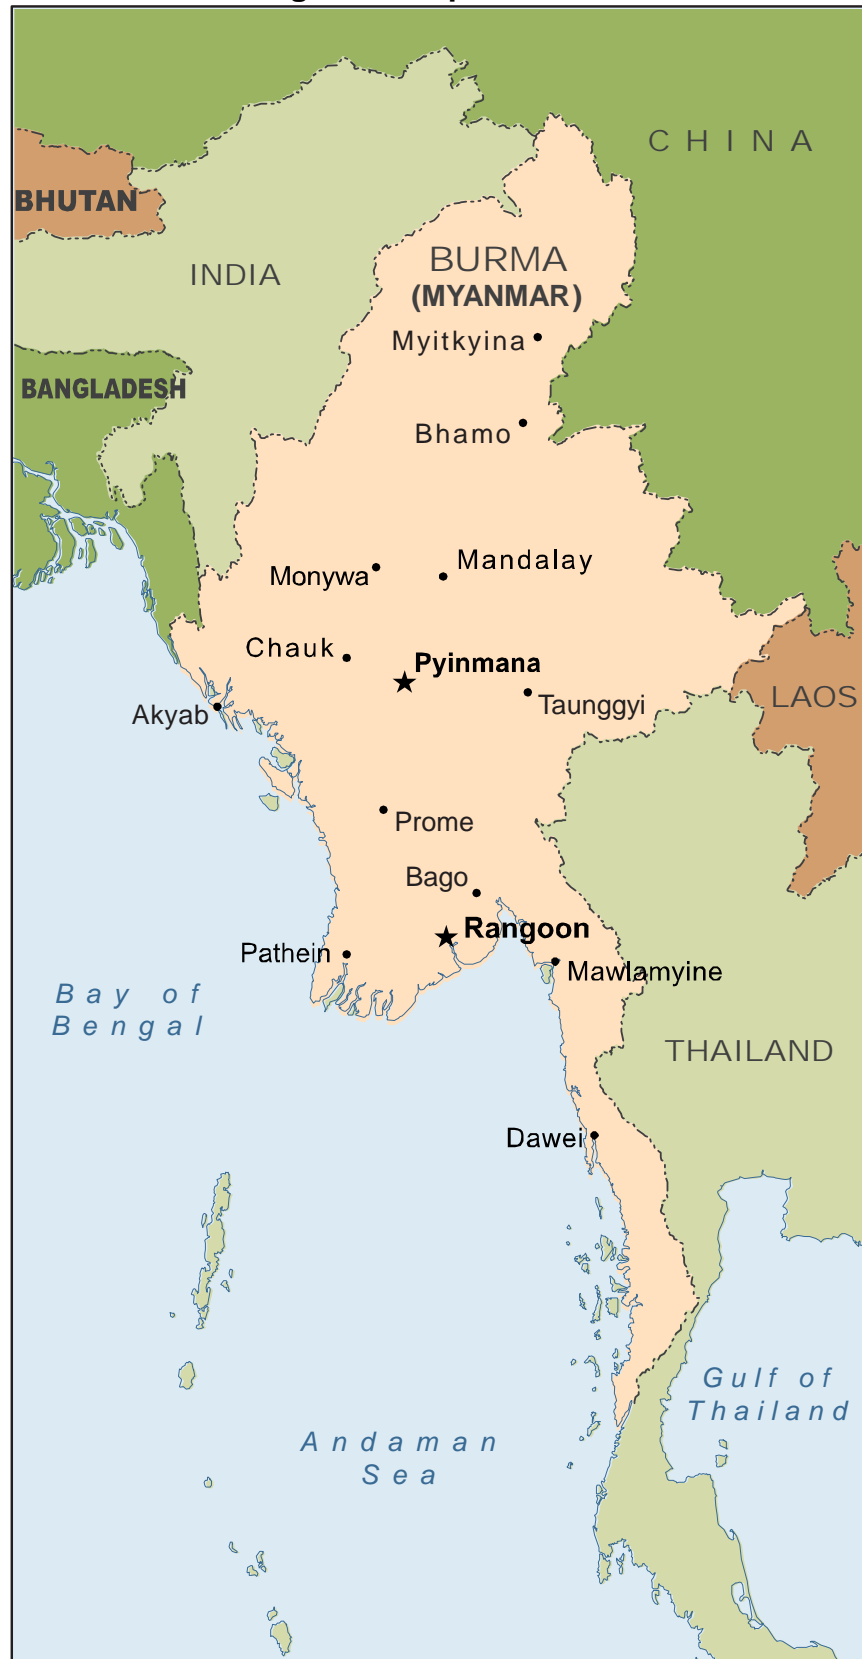 CHINA
BHUTAN
INDIA
BURMA
(MYANMAR)
Myitkyina
BANGLADESH
Bhamo
Mandalay
Monywa
Chauk
Pyinmana
LAOS
Taunggyi
Akyab
Prome
Bago
Rangoon
Pathein
Mawlamyine
Bay of
Bengal
THAILAND
Dawei
Gulf of
Thailand
Andaman
Sea